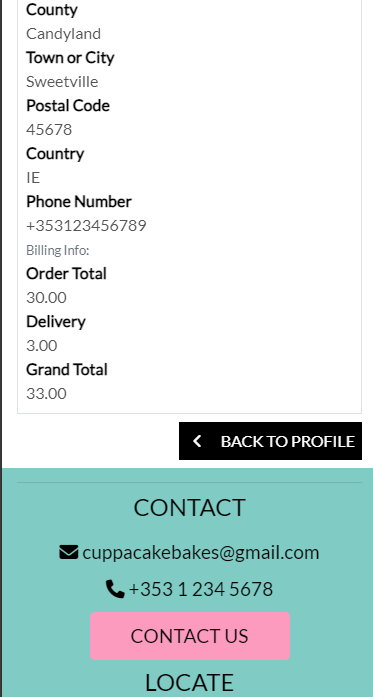 County
Candyland
Town or City
Sweetville
Postal Code
45678
Country
IE
Phone Number
+353123456789
Billing Info:
Order Total
30.00
Delivery
3.00
Grand Total
33.00
BACK TO PROFILE
CONTACT
cuppacakebakes@gmail.com
+353 1 234 5678
CONTACT US
LOCATE